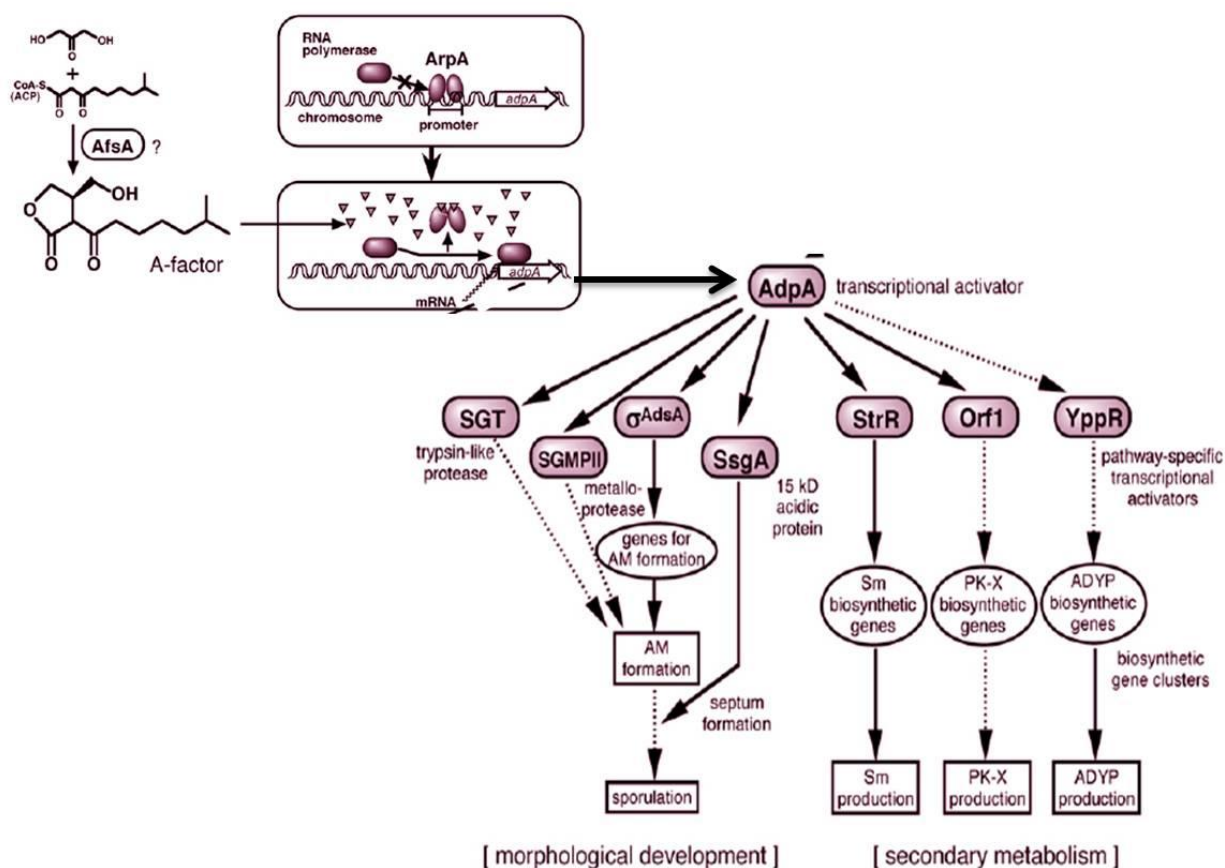 HO
OH
O
+
CoA-S
(ACP)
O O
AfsA ?
OH
O
O O
A-factor
RNA
polymerase
ArpA
adpA
chromosome
promoter
adpA
mRNA
AdpA transcriptional activator
SGT
trypsin-like
protease
SGMPII
metallo-
protease
σAdsA
SsgA
15 kD
acidic
protein
StrR
Orf1
YppR
pathway-specific
transcriptional
activators
genes for
AM formation
Sm
biosynthetic
genes
PK-X
biosynthetic
genes
ADYP
biosynthetic
genes
AM
formation
biosynthetic
gene clusters
septum
formation
sporulation
Sm
production
PK-X
production
ADYP
production
[ morphological development ]
[ secondary metabolism ]